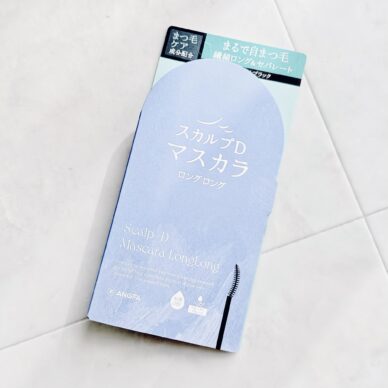 まつ毛
ケア
成分配合
まるで自まつ毛
繊細ロング&セパレート
ブラック
スカルプD
マスカラ
ロングロング
Scalp-D
Mascara LongLong
ANGFA